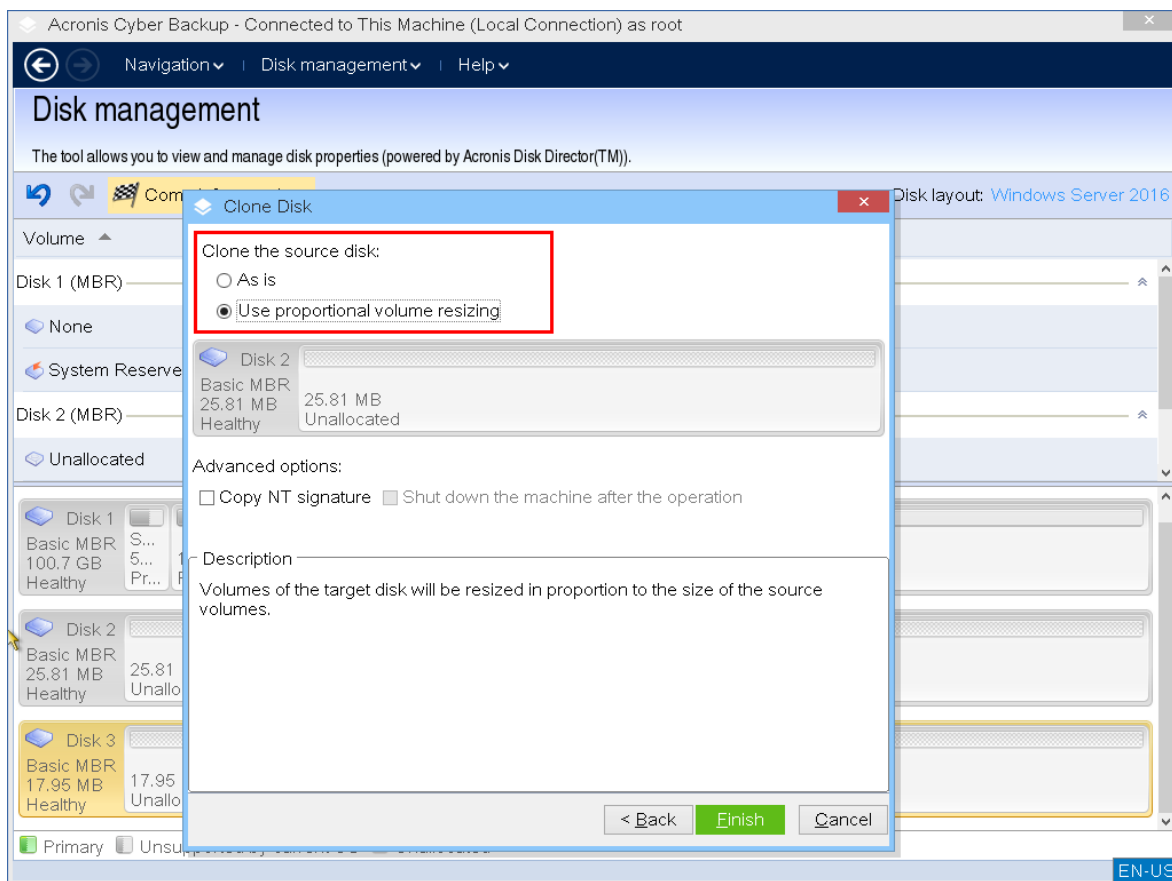 Acronis Cyber Backup - Connected to This Machine (Local Connection) as root
Navigation | Disk management | Help
Disk management
The tool allows you to view and manage disk properties (powered by Acronis Disk Director(TM)).
Disk layout: Windows Server 2016
Volume
Disk 1 (MBR)
None
System Reserve
Disk 2 (MBR)
Unallocated
Clone Disk
Clone the source disk:
As is
Use proportional volume resizing
Disk 2
Basic MBR
25.81 MB
Healthy
25.81 MB
Unallocated
Advanced options:
Copy NT signature Shut down the machine after the operation
Description
Volumes of the target disk will be resized in proportion to the size of the source
volumes.
< Back Finish Cancel
Disk 1
Basic MBR
100.7 GB
Healthy
S...
5...
Pr...
Disk 2
Basic MBR
25.81 MB
Healthy
25.81
Unallo
Disk 3
Basic MBR
17.95 MB
Healthy
17.95
Unallo
Primary
EN-US